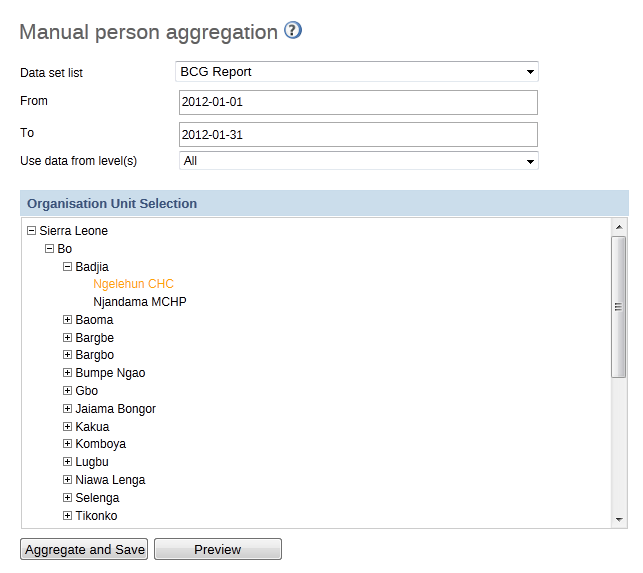 Manual person aggregation ?
Data set list BCG Report
From 2012-01-01
To 2012-01-31
Use data from level(s) All
Organisation Unit Selection
Sierra Leone
Bo
Badjia
Ngelehun CHC
Njandama MCHP
Baoma
Bargbe
Bargbo
Bumpe Ngao
Gbo
Jaiama Bongor
Kakua
Komboya
Lugbu
Niawa Lenga
Selenga
Tikonko
Aggregate and Save Preview